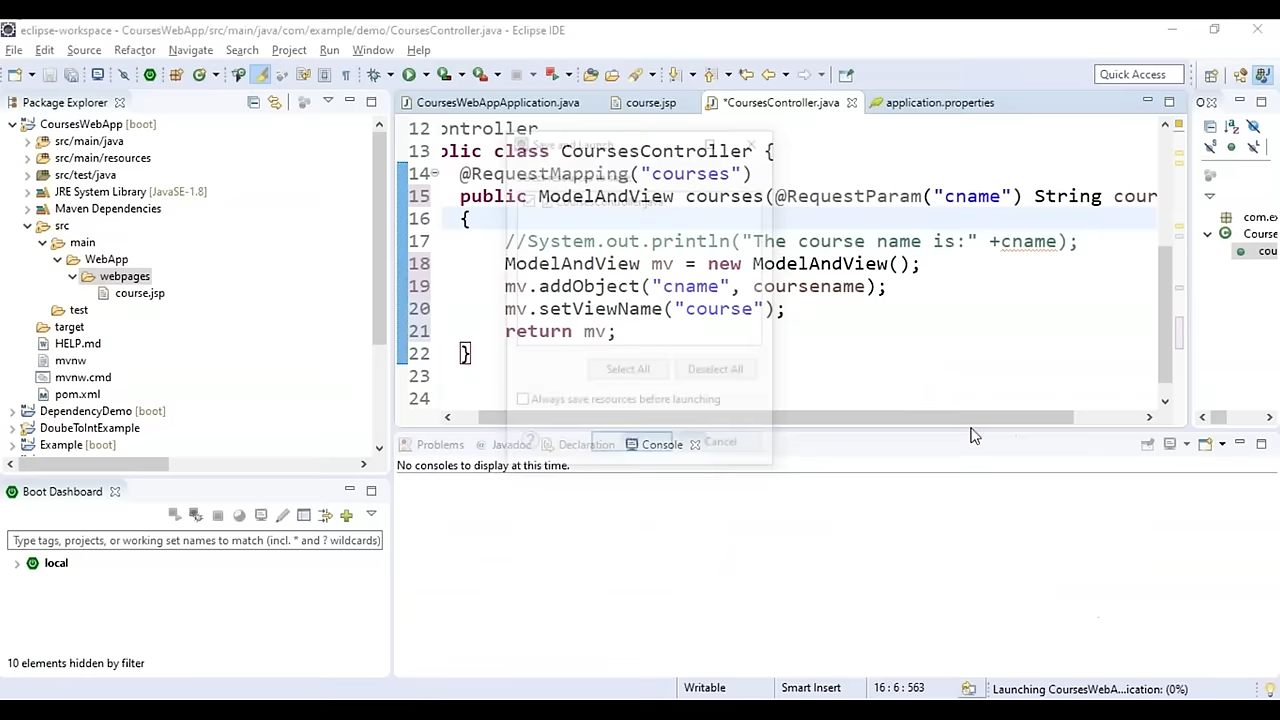 eclipse-workspace - CoursesWebApp/src/main/java/com/example/demo/CoursesController.java - Eclipse IDE
File Edit Source Refactor Navigate Search Project Run Window Help
Quick Access
Package Explorer
CoursesWebApp [boot]
src/main/java
src/main/resources
src/test/java
JRE System Library [JavaSE-1.8]
Maven Dependencies
src
main
WebApp
webpages
course.jsp
test
target
HELP.md
mvnw
mvnw.cmd
pom.xml
DependencyDemo [boot]
DoubeToIntExample
Example [boot]
CoursesWebAppApplication.java course.jsp *CoursesController.java application.properties
12 ontroller
13 olic class CoursesController {
14 @RequestMapping("courses")
15 public ModelAndView courses(@RequestParam("cname") String cour
16 {
17 //System.out.println("The course name is:" +cname);
18 ModelAndView mv = new ModelAndView();
19 mv.addObject("cname", coursename);
20 mv.setViewName("course");
21 return mv;
22 }
23
24
Save and Launch
Select All Deselect All
Always save resources before launching
Cancel
com.e
Course
cou
Problems Javadoc Declaration Console
No consoles to display at this time.
Boot Dashboard
Type tags, projects, or working set names to match (incl. * and ? wildcards)
local
10 elements hidden by filter
Writable Smart Insert 16 : 6 : 563 Launching CoursesWebA...ication: (0%)